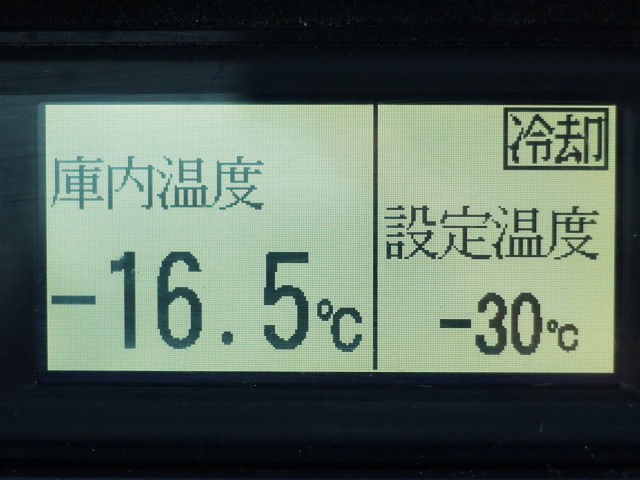 庫内温度
-16.5℃
冷却
設定温度
-30℃